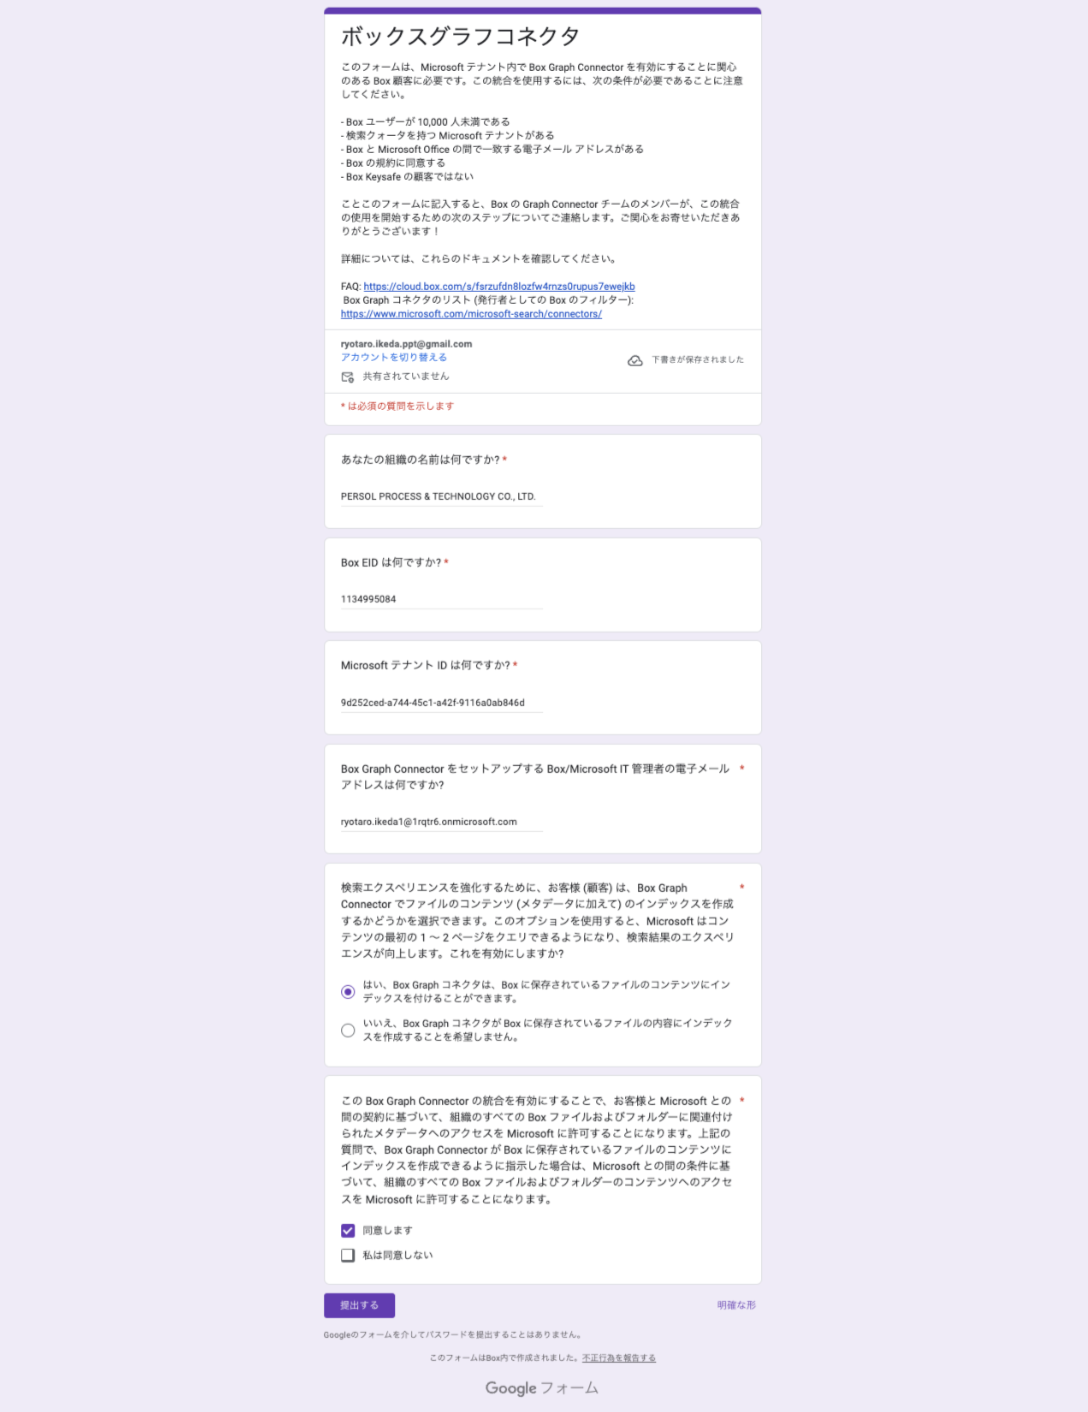 ボックスグラフコネクタ
このフォームは、Microsoft テナント内で Box Graph Connector を有効にすることに関心
のある Box 顧客に必要です。この統合を使用するには、次の条件が必要であることに注意
してください。
- Box ユーザーが 10,000 人未満である
- 検索クォータを持つ Microsoft テナントがある
- Box と Microsoft Office の間で一致する電子メール アドレスがある
- Box の規約に同意する
- Box Keysafe の顧客ではない
ことこのフォームに記入すると、Box の Graph Connector チームのメンバーが、この統合
の使用を開始するための次のステップについてご連絡します。ご関心をお寄せいただきあ
りがとうございます！
詳細については、これらのドキュメントを確認してください。
FAQ: https://cloud.box.com/s/fsrzufdn8lozfw4rnzs0rupus7ewejkb
Box Graph コネクタのリスト (発行者としての Box のフィルター):
https://www.microsoft.com/microsoft-search/connectors/
ryotaro.ikeda.ppt@gmail.com
アカウントを切り替える
下書きが保存されました
共有されていません
* は必須の質問を示します
あなたの組織の名前は何ですか? *
PERSOL PROCESS & TECHNOLOGY CO., LTD.
Box EID は何ですか? *
1134995084
Microsoft テナント ID は何ですか? *
9d252ced-a744-45c1-a42f-9116a0ab846d
Box Graph Connector をセットアップする Box/Microsoft IT 管理者の電子メール *
アドレスは何ですか?
ryotaro.ikeda1@1rqtr6.onmicrosoft.com
検索エクスペリエンスを強化するために、お客様 (顧客) は、Box Graph *
Connector でファイルのコンテンツ (メタデータに加えて) のインデックスを作成
するかどうかを選択できます。このオプションを使用すると、Microsoft はコン
テンツの最初の 1 ～ 2 ページをクエリできるようになり、検索結果のエクスペリ
エンスが向上します。これを有効にしますか?
はい、Box Graph コネクタは、Box に保存されているファイルのコンテンツにイン
デックスを付けることができます。
いいえ、Box Graph コネクタが Box に保存されているファイルの内容にインデック
スを作成することを希望しません。
この Box Graph Connector の統合を有効にすることで、お客様と Microsoft との *
間の契約に基づいて、組織のすべての Box ファイルおよびフォルダーに関連付け
られたメタデータへのアクセスを Microsoft に許可することになります。上記の
質問で、Box Graph Connector が Box に保存されているファイルのコンテンツに
インデックスを作成できるように指示した場合は、Microsoft との間の条件に基
づいて、組織のすべての Box ファイルおよびフォルダーのコンテンツへのアクセ
スを Microsoft に許可することになります。
同意します
私は同意しない
提出する
明確な形
Googleのフォームを介してパスワードを提出することはありません。
このフォームはBox内で作成されました。不正行為を報告する
Google フォーム